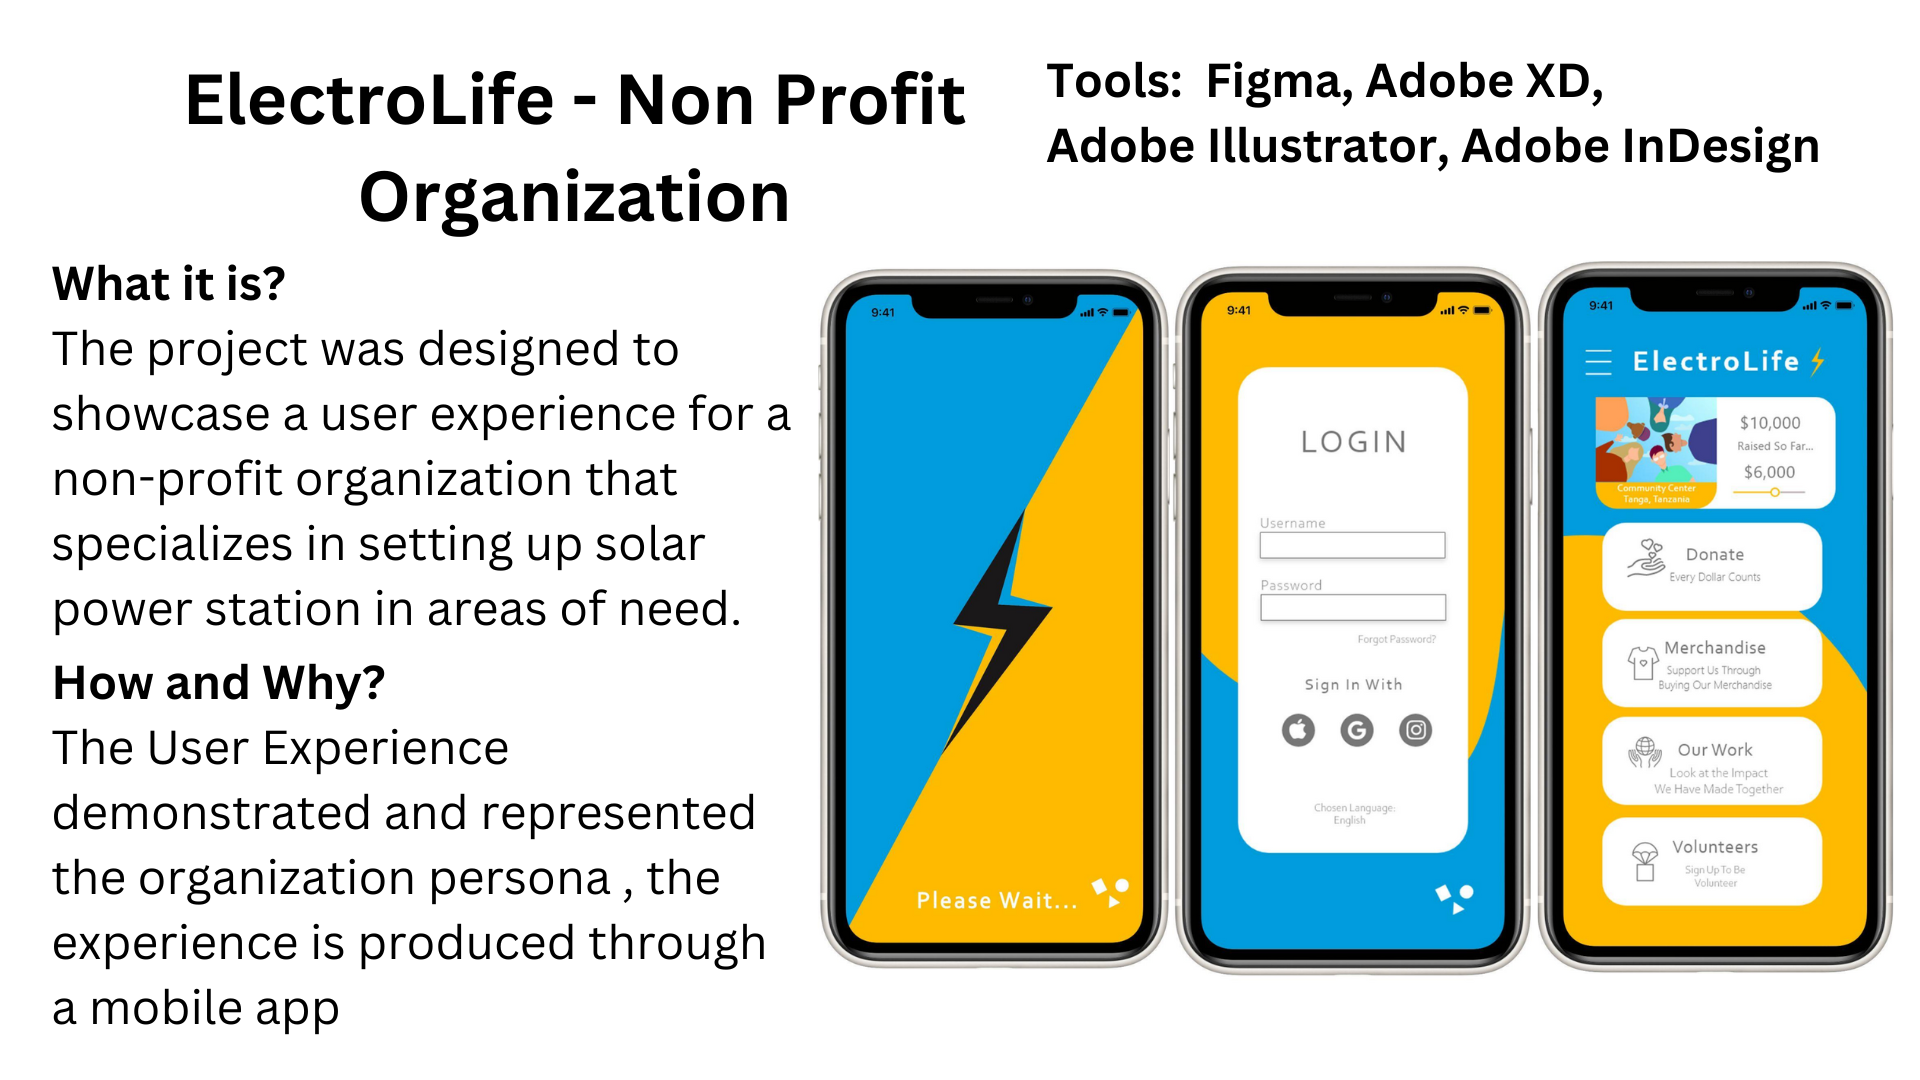 ElectroLife - Non Profit
Organization
Tools:  Figma, Adobe XD,
Adobe Illustrator, Adobe InDesign
What it is?
The project was designed to
showcase a user experience for a
non-profit organization that
specializes in setting up solar
power station in areas of need.
How and Why?
The User Experience
demonstrated and represented
the organization persona , the
experience is produced through
a mobile app
9:41
Please Wait...
9:41
LOGIN
Username
Password
Forgot Password?
Sign In With
Chosen Language:
English
9:41
ElectroLife
$10,000
Raised So Far...
$6,000
Community Center
Tanga, Tanzania
Donate
Every Dollar Counts
Merchandise
Support Us Through
Buying Our Merchandise
Our Work
Look at the Impact
We Have Made Together
Volunteers
Sign Up To Be
Volunteer